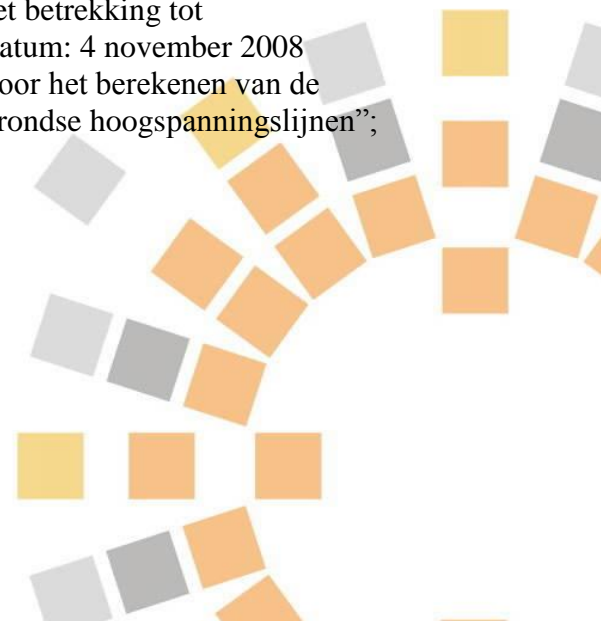 et betrekking tot
atum: 4 november 2008
oor het berekenen van de
rondse hoogspanningslijnen”;